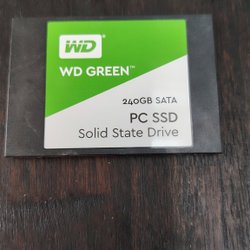 WD
WD GREEN™
240GB SATA
PC SSD
Solid State Drive